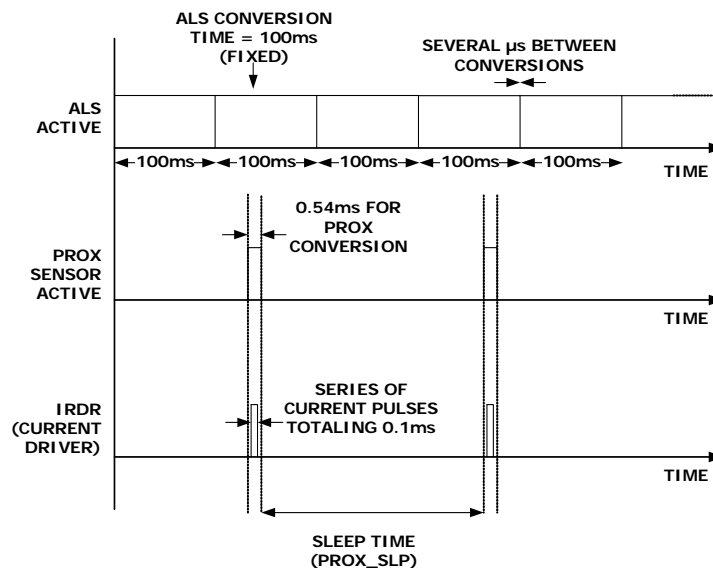 ALS CONVERSION
TIME = 100ms
(FIXED)
SEVERAL µs BETWEEN
CONVERSIONS
ALS
ACTIVE
100ms
100ms
100ms
100ms
100ms
TIME
0.54ms FOR
PROX
CONVERSION
PROX
SENSOR
ACTIVE
TIME
IRDR
(CURRENT
DRIVER)
SERIES OF
CURRENT PULSES
TOTALING 0.1ms
TIME
SLEEP TIME
(PROX_SLP)